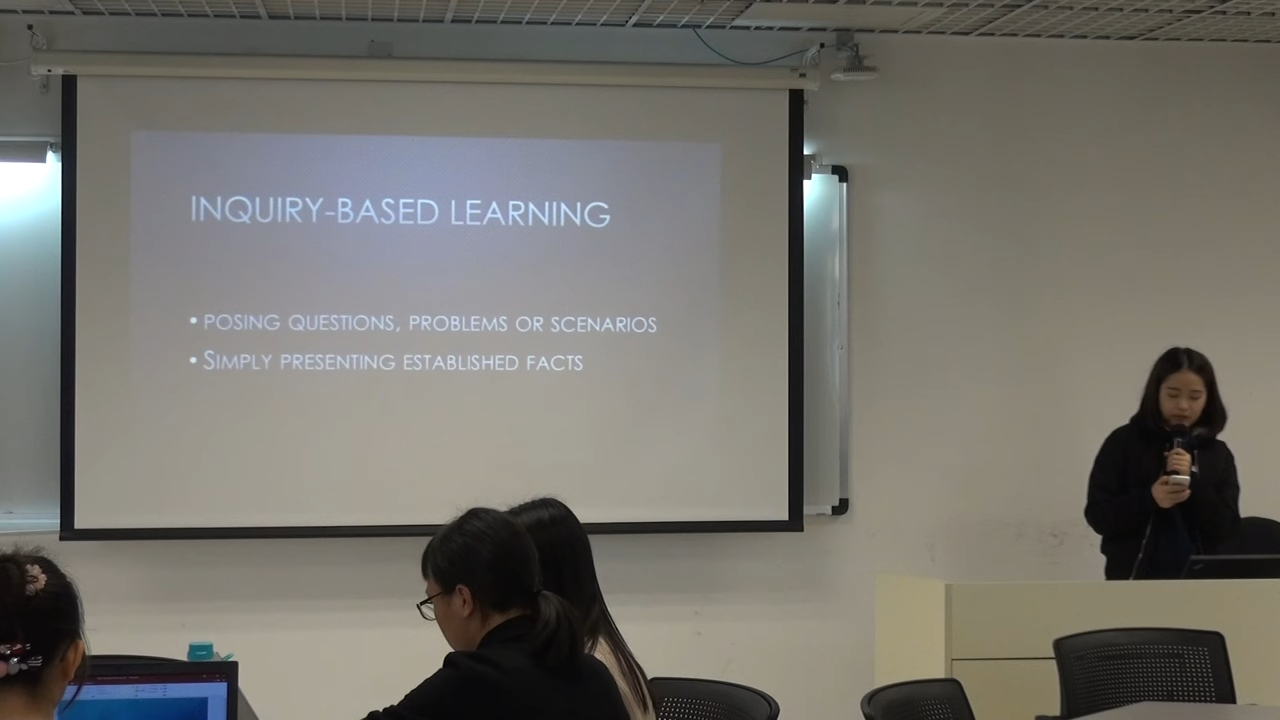 INQUIRY-BASED LEARNING
• POSING QUESTIONS, PROBLEMS OR SCENARIOS
• SIMPLY PRESENTING ESTABLISHED FACTS